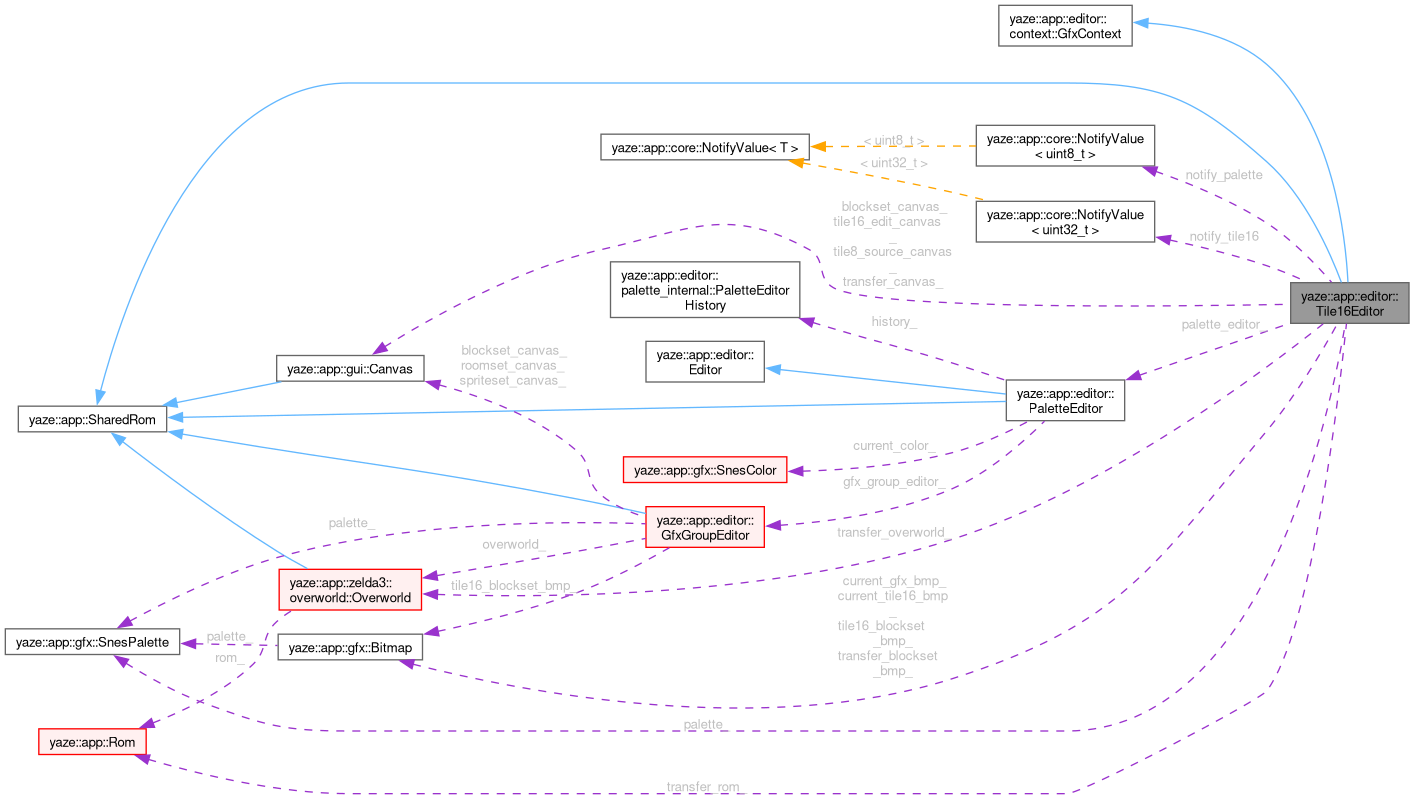 yaze::app::editor::
context::GfxContext
yaze::app::core::NotifyValue< T >
< uint8_t >
yaze::app::core::NotifyValue
< uint8_t >
< uint32_t >
notify_palette
yaze::app::core::NotifyValue
< uint32_t >
notify_tile16
blockset_canvas_
tile16_edit_canvas
_
tile8_source_canvas
_
transfer_canvas_
yaze::app::editor::
palette_internal::PaletteEditor
History
yaze::app::editor::
Tile16Editor
history_
palette_editor_
yaze::app::editor::
Editor
blockset_canvas_
roomset_canvas_
spriteset_canvas_
yaze::app::gui::Canvas
yaze::app::editor::
PaletteEditor
yaze::app::SharedRom
current_color_
yaze::app::gfx::SnesColor
gfx_group_editor_
yaze::app::editor::
GfxGroupEditor
palette_
overworld_
transfer_overworld_
yaze::app::zelda3::
overworld::Overworld
tile16_blockset_bmp_
current_gfx_bmp_
current_tile16_bmp
_
tile16_blockset
_bmp_
transfer_blockset
_bmp_
yaze::app::gfx::SnesPalette
palette_
rom_
yaze::app::gfx::Bitmap
palette_
yaze::app::Rom
transfer_rom_